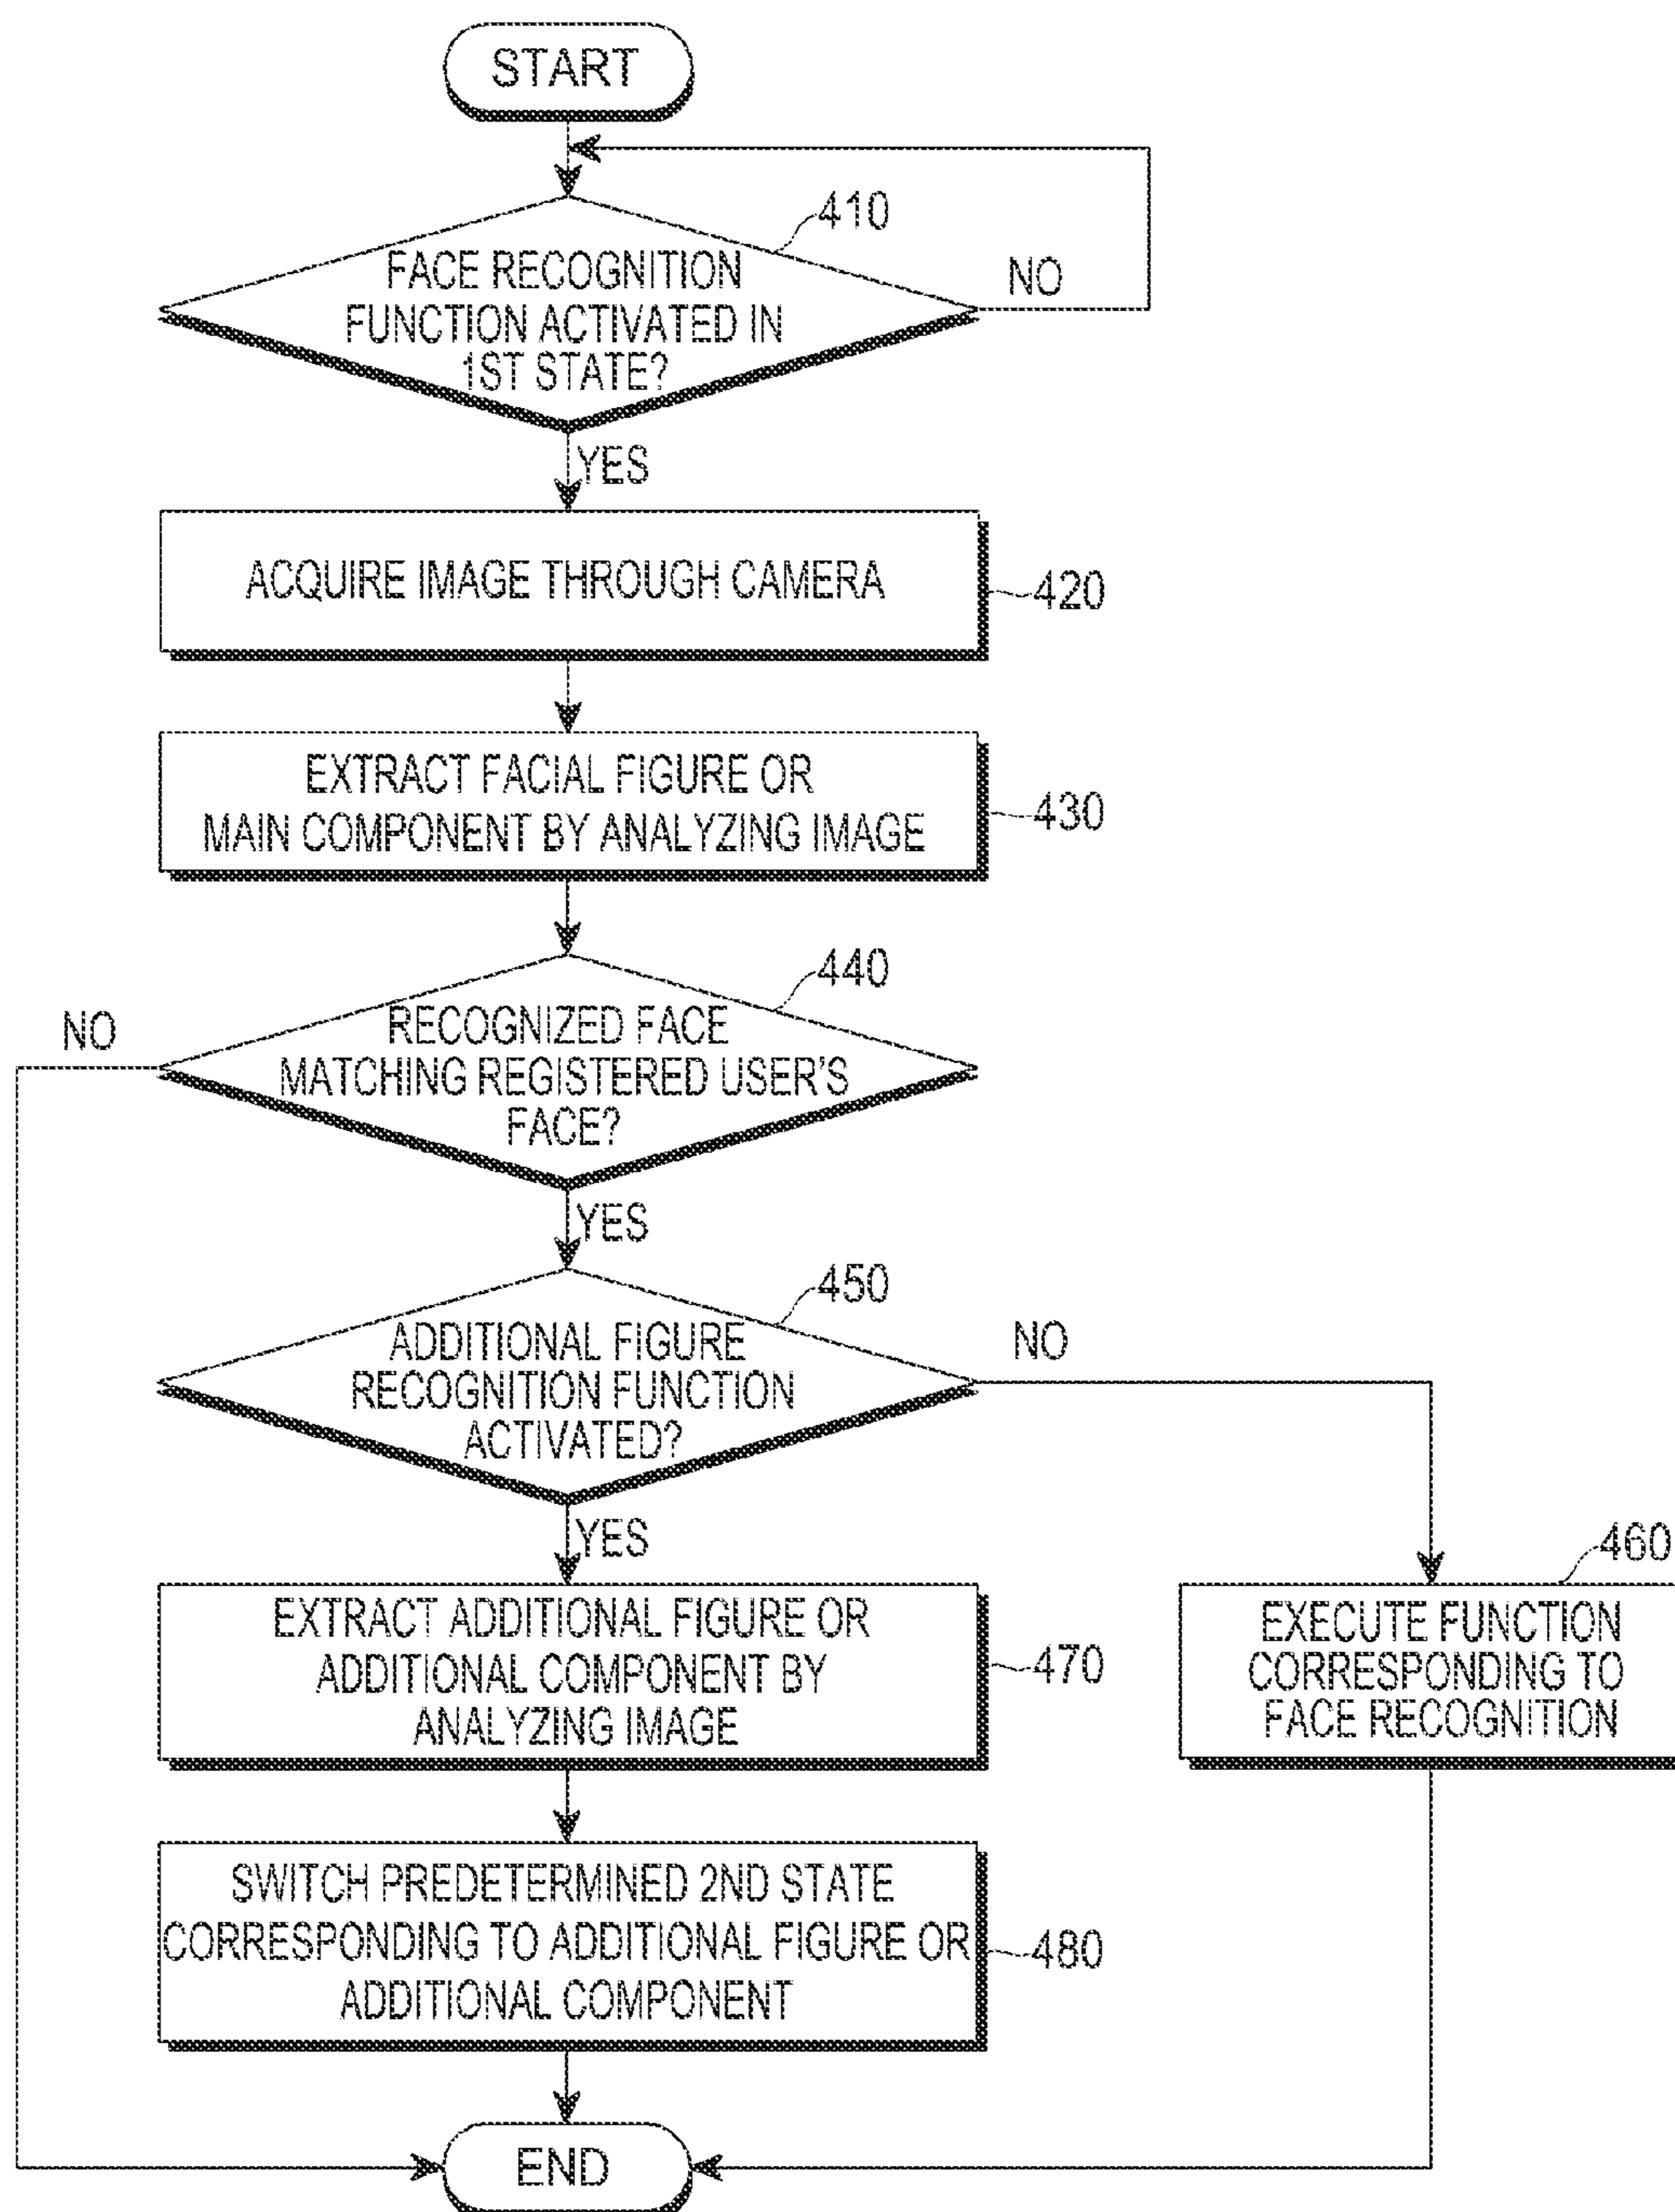 START
410
FACE RECOGNITION
FUNCTION ACTIVATED IN
1ST STATE?
NO
YES
ACQUIRE IMAGE THROUGH CAMERA
420
EXTRACT FACIAL FIGURE OR
MAIN COMPONENT BY ANALYZING IMAGE
430
440
NO
RECOGNIZED FACE
MATCHING REGISTERED USER'S
FACE?
YES
450
ADDITIONAL FIGURE
RECOGNITION FUNCTION
ACTIVATED?
NO
YES
460
EXECUTE FUNCTION
CORRESPONDING TO
FACE RECOGNITION
EXTRACT ADDITIONAL FIGURE OR
ADDITIONAL COMPONENT BY
ANALYZING IMAGE
470
SWITCH PREDETERMINED 2ND STATE
CORRESPONDING TO ADDITIONAL FIGURE OR
ADDITIONAL COMPONENT
480
END